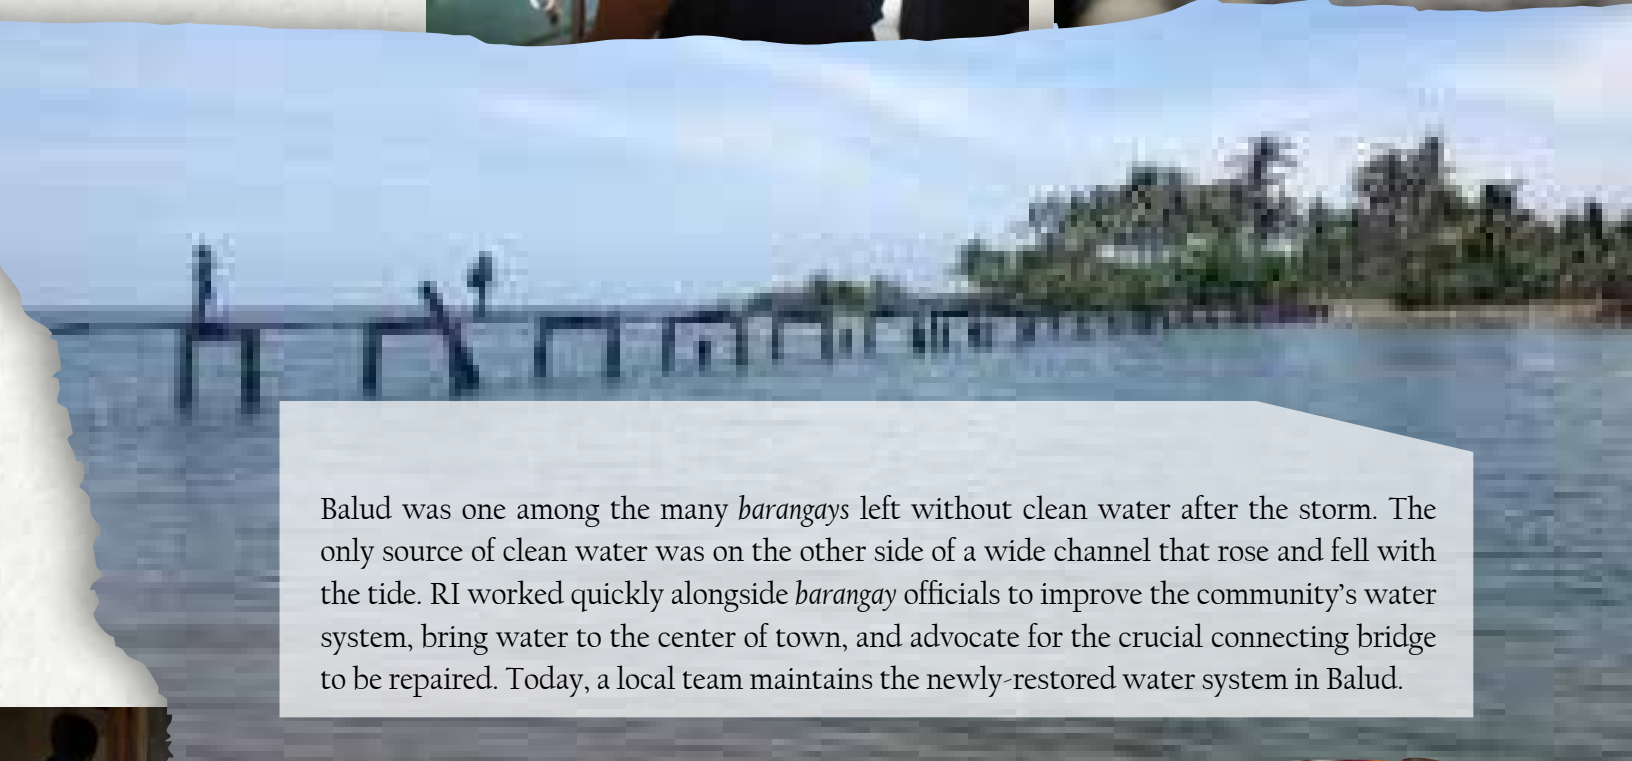 Balud was one among the many barangays left without clean water after the storm. The
only source of clean water was on the other side of a wide channel that rose and fell with
the tide. RI worked quickly alongside barangay officials to improve the community’s water
system, bring water to the center of town, and advocate for the crucial connecting bridge
to be repaired. Today, a local team maintains the newly-restored water system in Balud.